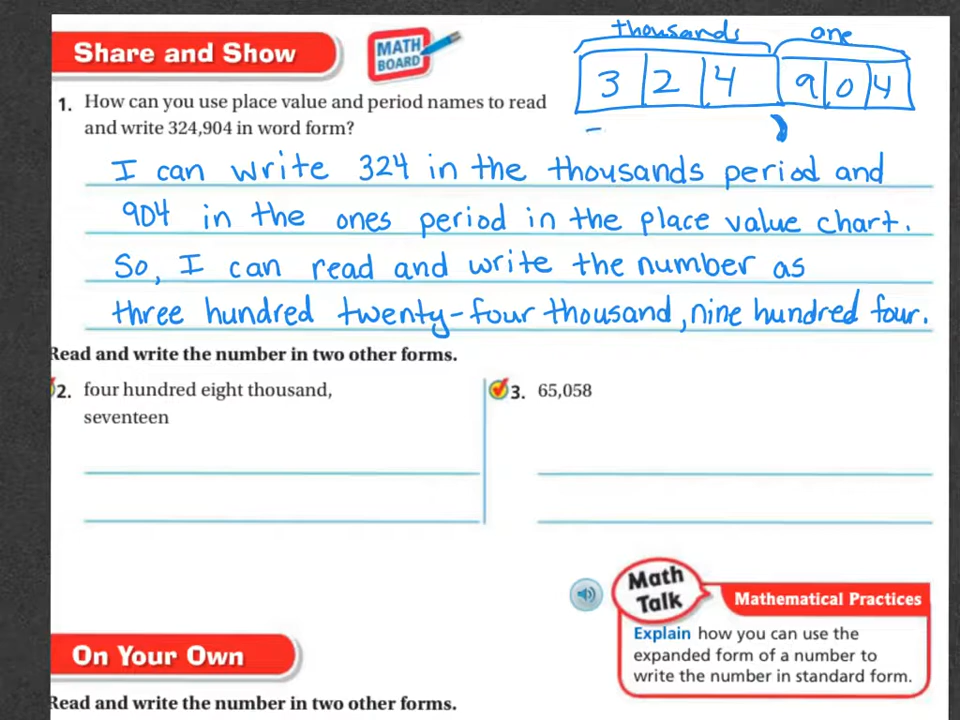 Share and Show
MATH
BOARD
thousands one
3 2 4 9 0 4
1. How can you use place value and period names to read
and write 324,904 in word form?
I can write 324 in the thousands period and
904 in the ones period in the place value chart.
So, I can read and write the number as
three hundred twenty-four thousand, nine hundred four.
Read and write the number in two other forms.
2. four hundred eight thousand,
seventeen
3. 65,058
Math
Talk
Mathematical Practices
Explain how you can use the
expanded form of a number to
write the number in standard form.
On Your Own
Read and write the number in two other forms.